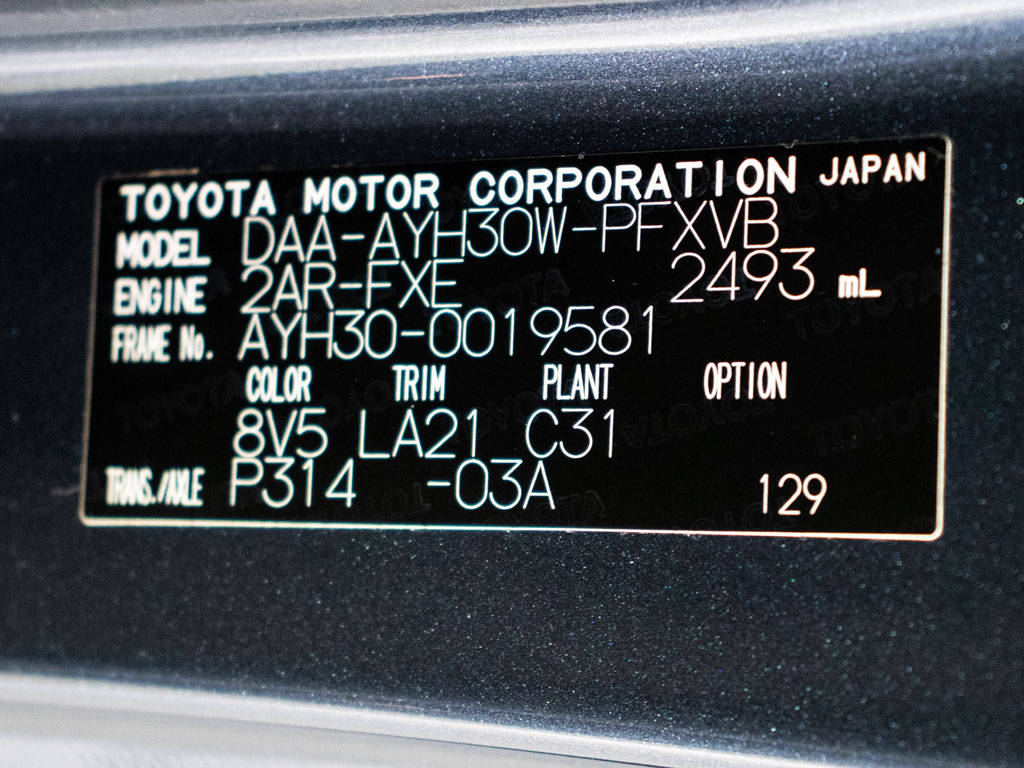 TOYOTA MOTOR CORPORATION JAPAN
MODEL DAA-AYH30W-PFXVB
ENGINE 2AR-FXE 2493 mL
FRAME No. AYH30-0019581
COLOR TRIM PLANT OPTION
8V5 LA21 C31
TRANS./AXLE P314 -03A 129